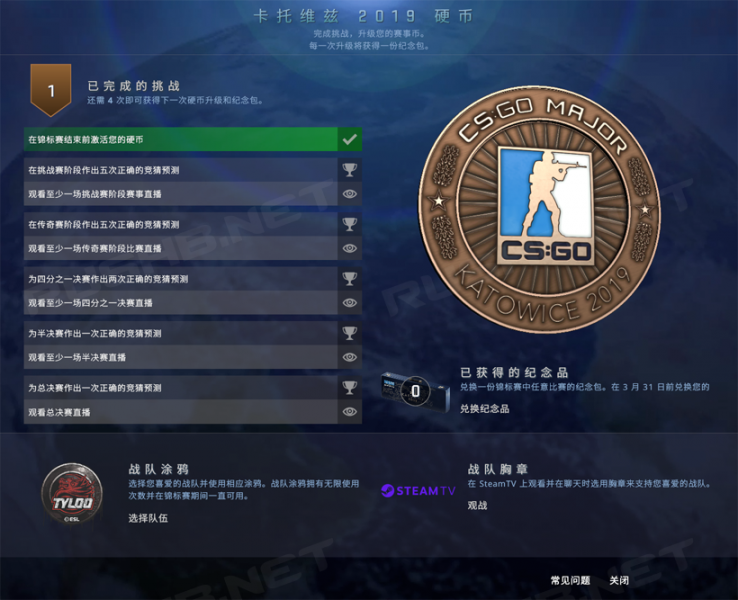 卡托维兹 2019 硬币
完成挑战，升级您的赛事币。
每一次升级将获得一份纪念包。
1
已完成的挑战
还需 4 次即可获得下一次硬币升级和纪念包。
在锦标赛结束前激活您的硬币
在挑战赛阶段作出五次正确的竞猜预测
观看至少一场挑战赛阶段赛事直播
在传奇赛阶段作出五次正确的竞猜预测
观看至少一场传奇赛阶段比赛直播
为四分之一决赛作出两次正确的竞猜预测
观看至少一场四分之一决赛直播
为半决赛作出一次正确的竞猜预测
观看至少一场半决赛直播
为总决赛作出一次正确的竞猜预测
观看总决赛直播
CS:GO MAJOR
CS:GO
KATOWICE 2019
0
已获得的纪念品
兑换一份锦标赛中任意比赛的纪念包。在 3 月 31 日前兑换您的
兑换纪念品
TYLOO
©ESL
战队涂鸦
选择您喜爱的战队并使用相应涂鸦。战队涂鸦拥有无限使用
次数并在锦标赛期间一直可用。
选择队伍
STEAMTV
战队胸章
在 SteamTV 上观看并在聊天时选用胸章来支持您喜爱的战队。
观战
常见问题 关闭